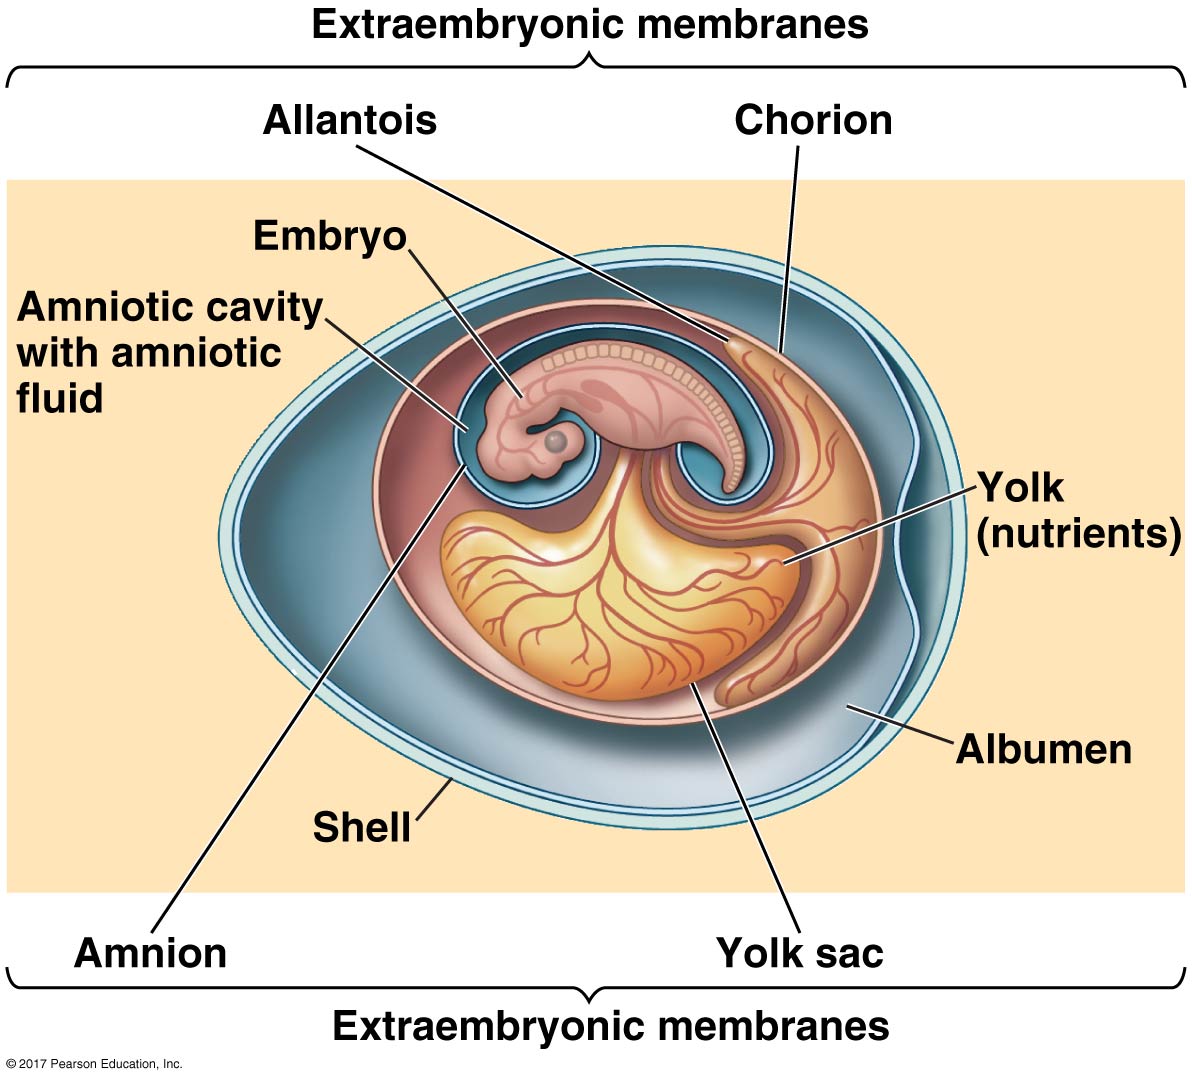 Extraembryonic membranes
Allantois
Chorion
Embryo
Amniotic cavity
with amniotic
fluid
Yolk
(nutrients)
Albumen
Shell
Amnion
Yolk sac
Extraembryonic membranes
© 2017 Pearson Education, Inc.